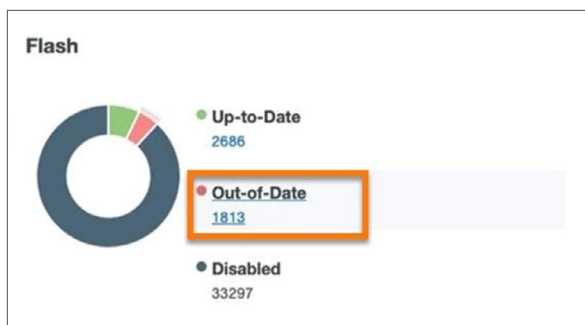 Flash
Up-to-Date
2686
Out-of-Date
1813
Disabled
33297